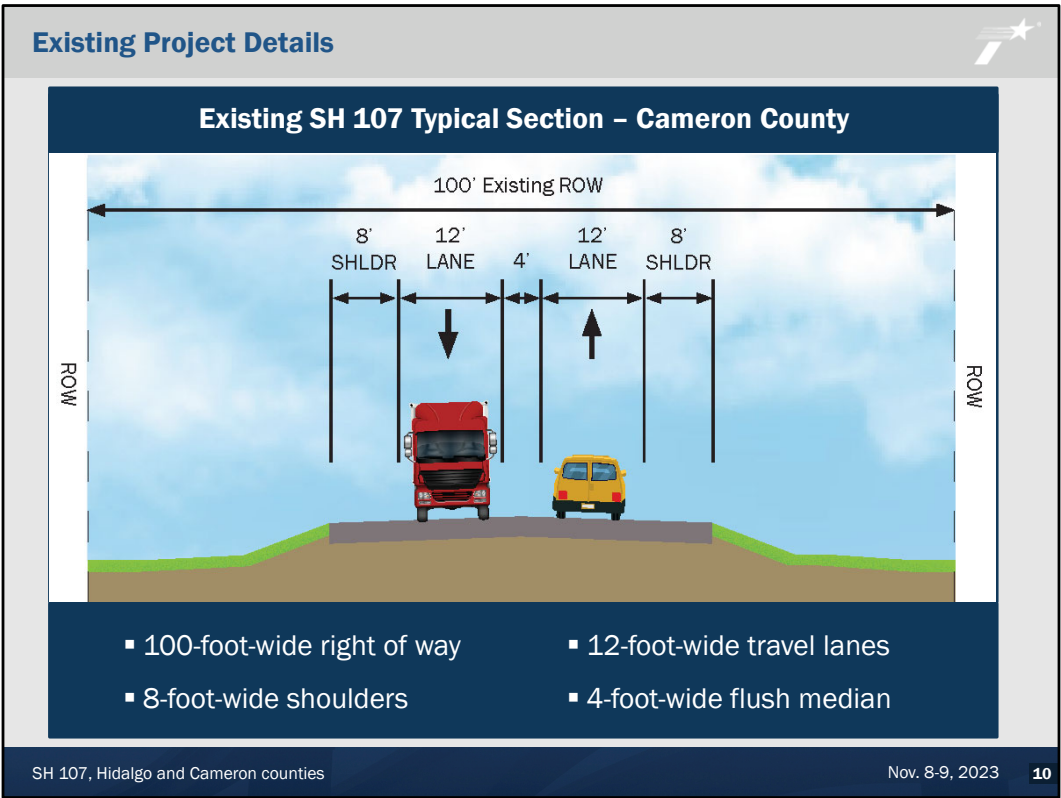 Existing Project Details
Existing SH 107 Typical Section – Cameron County
100' Existing ROW
8' SHLDR
12' LANE
4'
12' LANE
8' SHLDR
ROW
ROW
▪ 100-foot-wide right of way
▪ 8-foot-wide shoulders
▪ 12-foot-wide travel lanes
▪ 4-foot-wide flush median
SH 107, Hidalgo and Cameron counties
Nov. 8-9, 2023
10